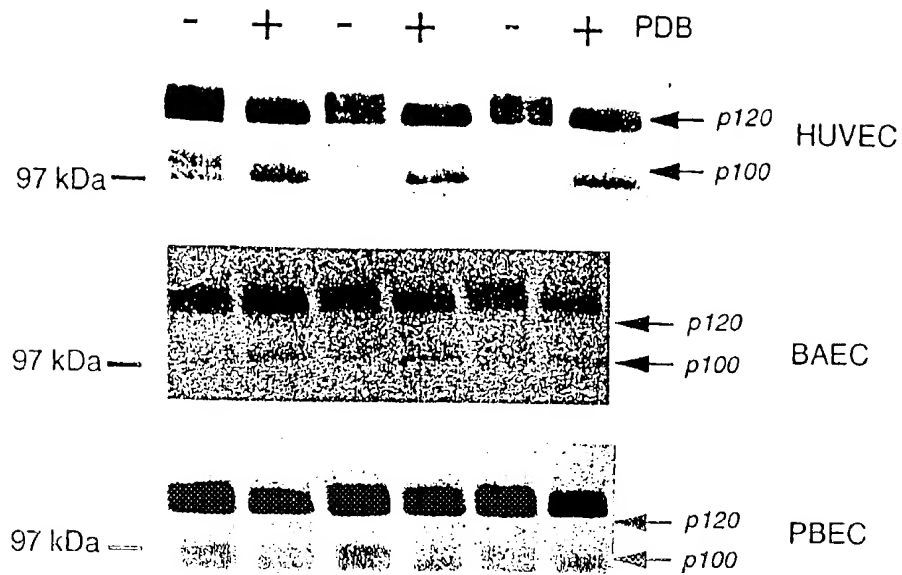 - + - + - + PDB
p120
HUVEC
p100
97 kDa
p120
BAEC
97 kDa
p100
p120
PBEC
97 kDa
p100